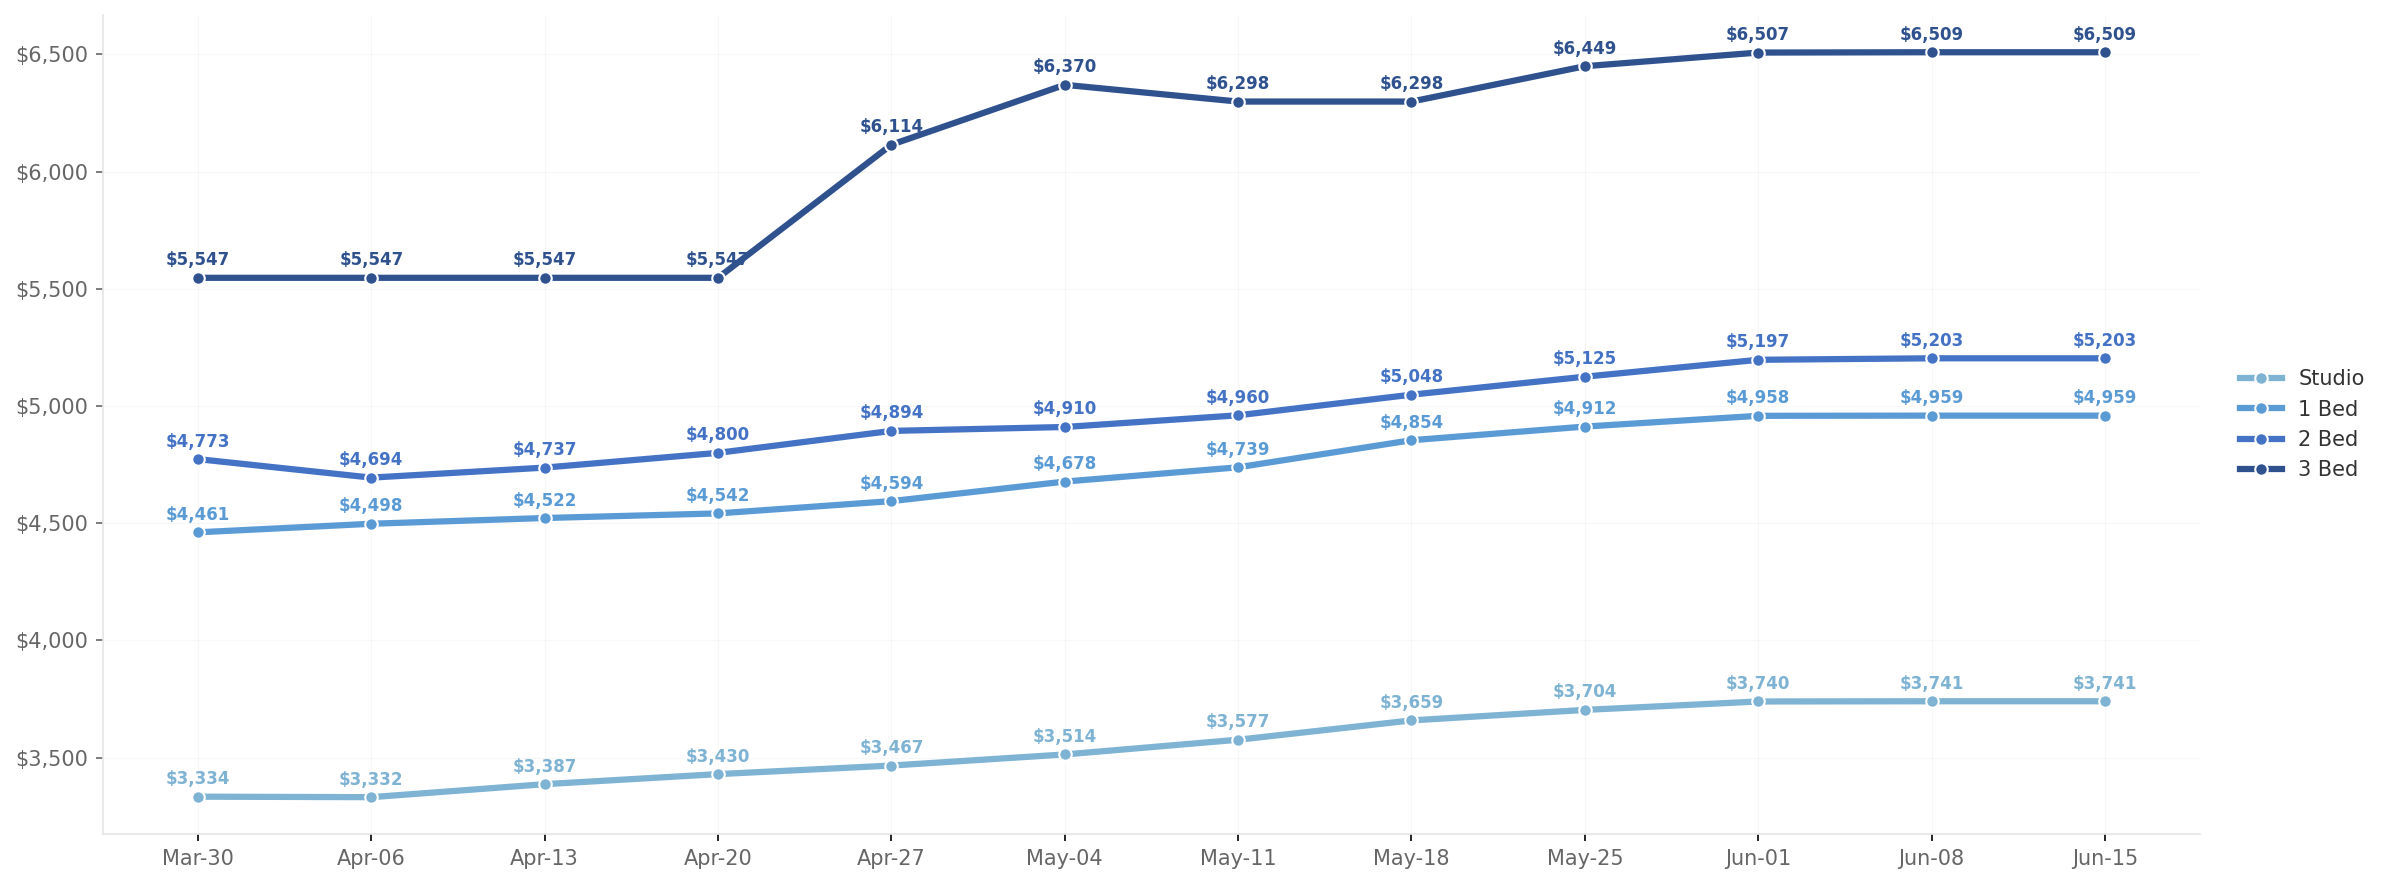 $6,500
$6,000
$5,500
$5,000
$4,500
$4,000
$3,500
$5,547 $5,547 $5,547 $5,547 $6,114 $6,370 $6,298 $6,298 $6,449 $6,507 $6,509 $6,509
$4,773 $4,694 $4,737 $4,800 $4,894 $4,910 $4,960 $5,048 $5,125 $5,197 $5,203 $5,203
$4,461 $4,498 $4,522 $4,542 $4,594 $4,678 $4,739 $4,854 $4,912 $4,958 $4,959 $4,959
$3,334 $3,332 $3,387 $3,430 $3,467 $3,514 $3,577 $3,659 $3,704 $3,740 $3,741 $3,741
Mar-30 Apr-06 Apr-13 Apr-20 Apr-27 May-04 May-11 May-18 May-25 Jun-01 Jun-08 Jun-15
Studio
1 Bed
2 Bed
3 Bed